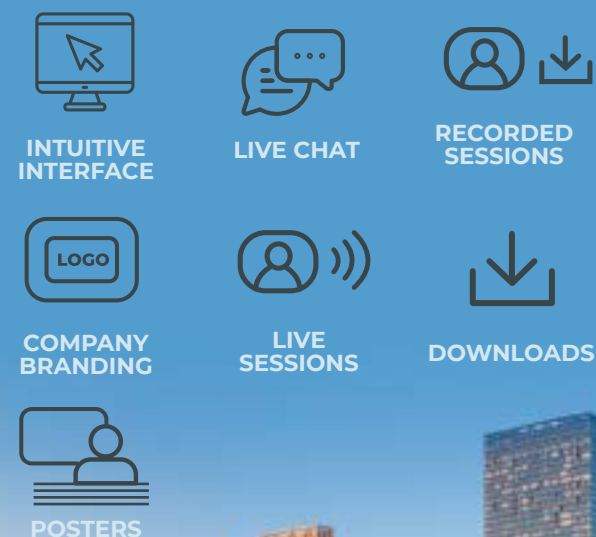 INTUITIVE
INTERFACE
LIVE CHAT
RECORDED
SESSIONS
LOGO
COMPANY
BRANDING
LIVE
SESSIONS
DOWNLOADS
POSTERS